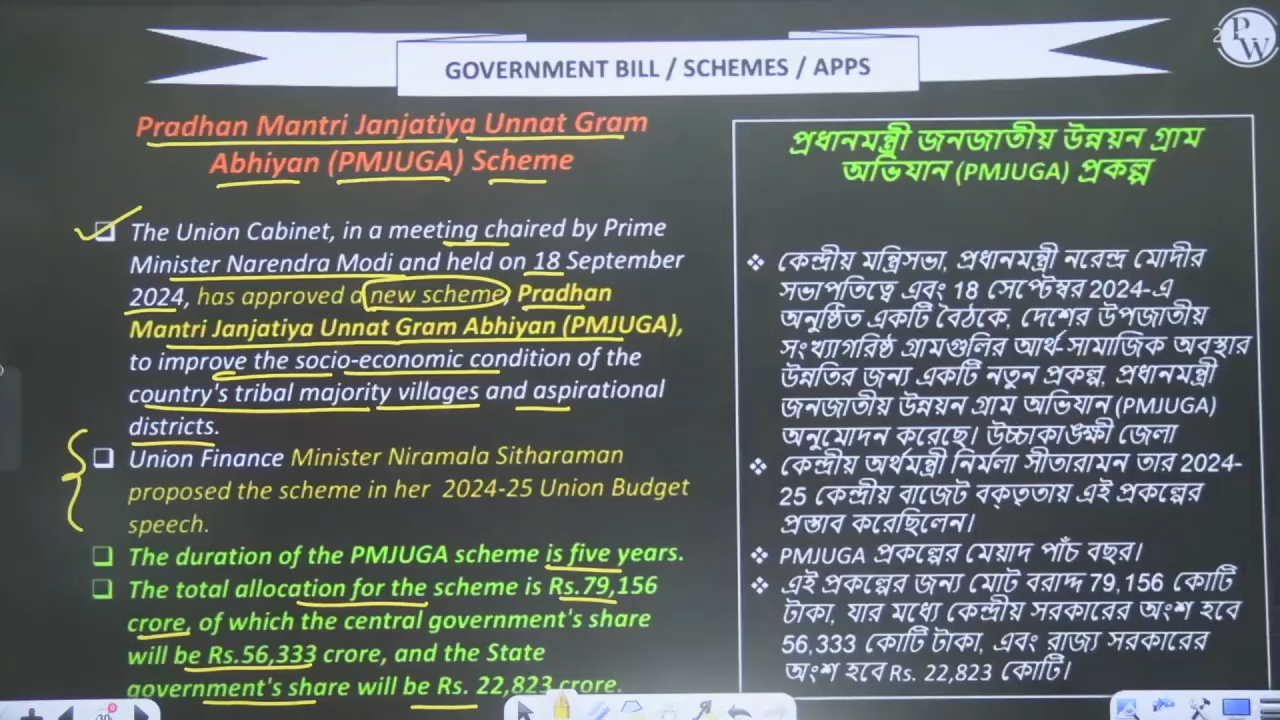 GOVERNMENT BILL / SCHEMES / APPS
PW
Pradhan Mantri Janjatiya Unnat Gram
Abhiyan (PMJUGA) Scheme
The Union Cabinet, in a meeting chaired by Prime
Minister Narendra Modi and held on 18 September
2024, has approved a new scheme, Pradhan
Mantri Janjatiya Unnat Gram Abhiyan (PMJUGA),
to improve the socio-economic condition of the
country's tribal majority villages and aspirational
districts.
Union Finance Minister Niramala Sitharaman
proposed the scheme in her 2024-25 Union Budget
speech.
The duration of the PMJUGA scheme is five years.
The total allocation for the scheme is Rs.79,156
crore, of which the central government's share
will be Rs.56,333 crore, and the State
government's share will be Rs. 22,823 crore.
প্রধানমন্ত্রী জনজাতীয় উন্নয়ন গ্রাম
অভিযান (PMJUGA) প্রকল্প
কেন্দ্রীয় মন্ত্রিসভা, প্রধানমন্ত্রী নরেন্দ্র মোদীর
সভাপতিত্বে এবং 18 সেপ্টেম্বর 2024-এ
অনুষ্ঠিত একটি বৈঠকে, দেশের উপজাতীয়
সংখ্যাগরিষ্ঠ গ্রামগুলির আর্থ-সামাজিক অবস্থার
উন্নতির জন্য একটি নতুন প্রকল্প, প্রধানমন্ত্রী
জনজাতীয় উন্নয়ন গ্রাম অভিযান (PMJUGA)
অনুমোদন করেছে। উচ্চাকাঙ্ক্ষী জেলা
কেন্দ্রীয় অর্থমন্ত্রী নির্মলা সীতারামন তার 2024-
25 কেন্দ্রীয় বাজেট বক্তৃতায় এই প্রকল্পের
প্রস্তাব করেছিলেন।
PMJUGA প্রকল্পের মেয়াদ পাঁচ বছর।
এই প্রকল্পের জন্য মোট বরাদ্দ 79,156 কোটি
টাকা, যার মধ্যে কেন্দ্রীয় সরকারের অংশ হবে
56,333 কোটি টাকা, এবং রাজ্য সরকারের
অংশ হবে Rs. 22,823 কোটি।